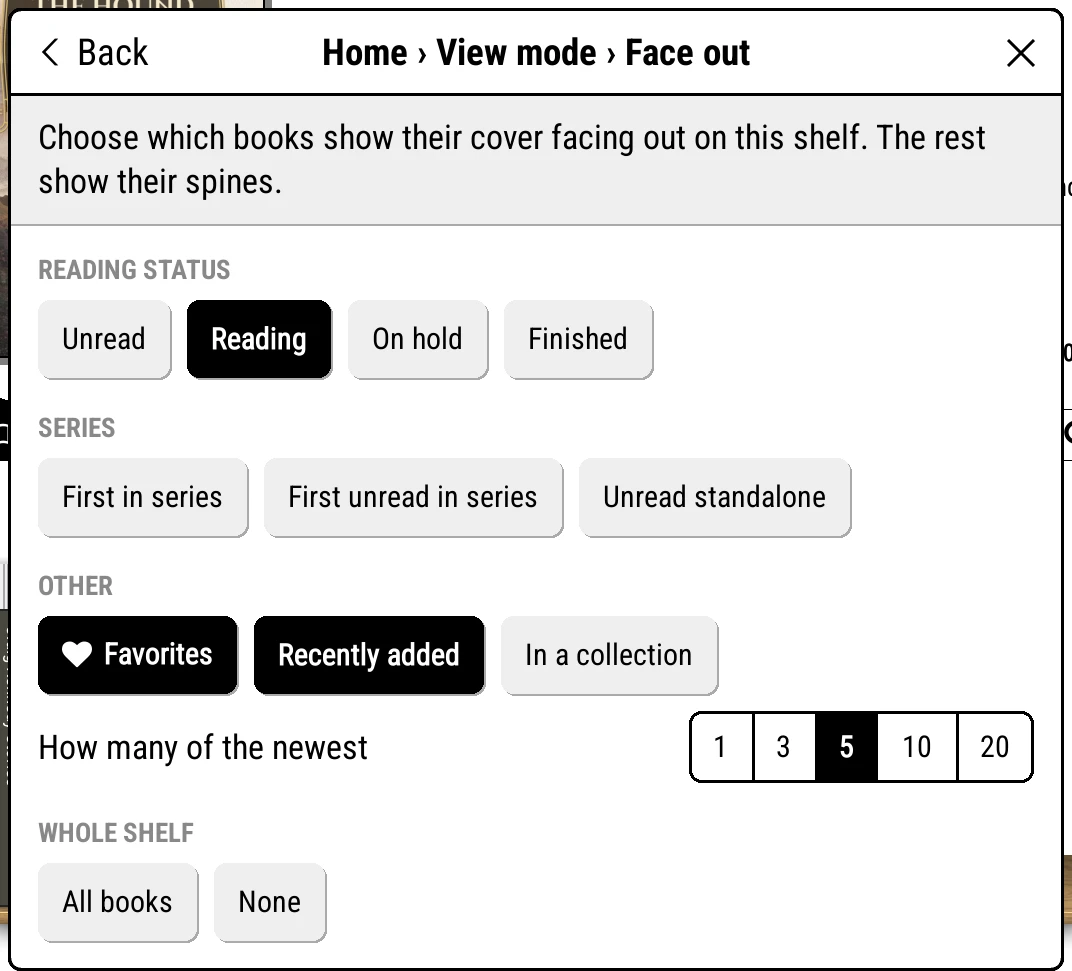 THE HOUND
Back
Home › View mode › Face out
Choose which books show their cover facing out on this shelf. The rest
show their spines.
READING STATUS
Unread
Reading
On hold
Finished
SERIES
First in series
First unread in series
Unread standalone
OTHER
Favorites
Recently added
In a collection
How many of the newest
1
3
5
10
20
WHOLE SHELF
All books
None